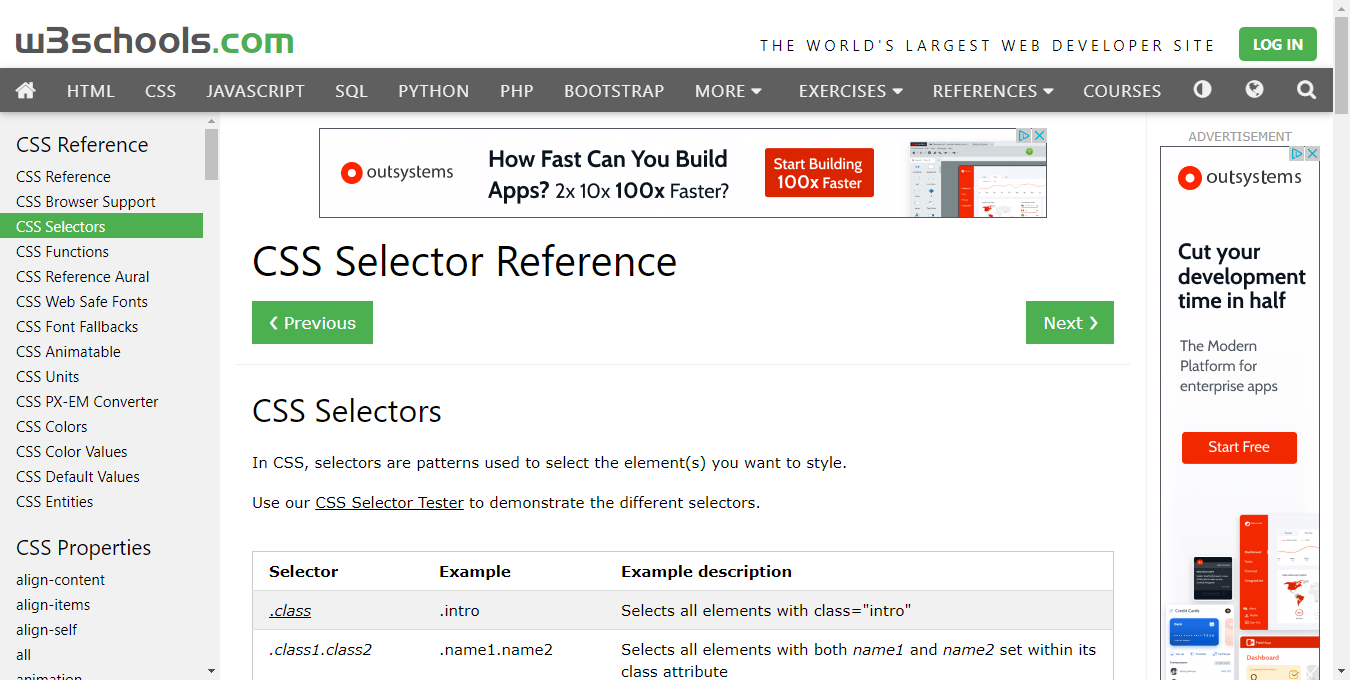 w3schools.com
THE WORLD'S LARGEST WEB DEVELOPER SITE
LOG IN
HTML CSS JAVASCRIPT SQL PYTHON PHP BOOTSTRAP MORE EXERCISES REFERENCES COURSES
CSS Reference
CSS Reference
CSS Browser Support
CSS Selectors
CSS Functions
CSS Reference Aural
CSS Web Safe Fonts
CSS Font Fallbacks
CSS Animatable
CSS Units
CSS PX-EM Converter
CSS Colors
CSS Color Values
CSS Default Values
CSS Entities
CSS Properties
align-content
align-items
align-self
all
animation
outsystems
How Fast Can You Build
Apps? 2x 10x 100x Faster?
Start Building
100x Faster
CSS Selector Reference
❮ Previous
Next ❯
CSS Selectors
In CSS, selectors are patterns used to select the element(s) you want to style.
Use our CSS Selector Tester to demonstrate the different selectors.
Selector Example Example description
.class .intro Selects all elements with class="intro"
.class1.class2 .name1.name2 Selects all elements with both name1 and name2 set within its
class attribute
ADVERTISEMENT
outsystems
Cut your
development
time in half
The Modern
Platform for
enterprise apps
Start Free
Credit Cards
Dashboard